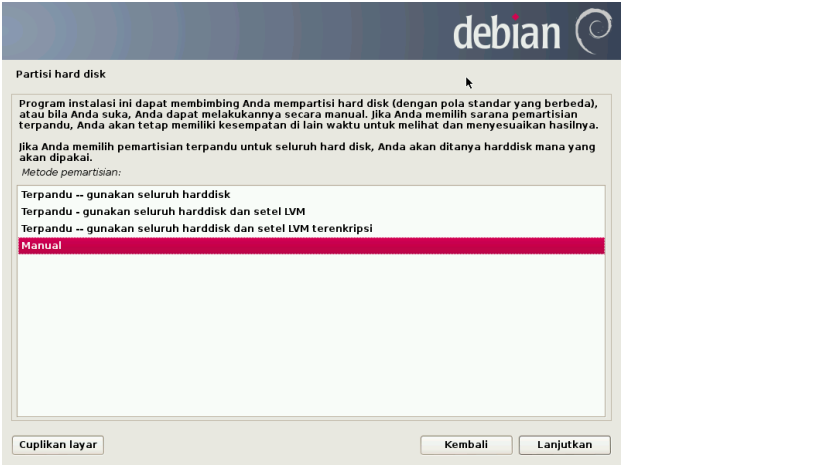 debian
Partisi hard disk
Program instalasi ini dapat membimbing Anda mempartisi hard disk (dengan pola standar yang berbeda),
atau bila Anda suka, Anda dapat melakukannya secara manual. Jika Anda memilih sarana pemartisian
terpandu, Anda akan tetap memiliki kesempatan di lain waktu untuk melihat dan menyesuaikan hasilnya.
Jika Anda memilih pemartisian terpandu untuk seluruh hard disk, Anda akan ditanya harddisk mana yang
akan dipakai.
Metode pemartisian:
Terpandu -- gunakan seluruh harddisk
Terpandu - gunakan seluruh harddisk dan setel LVM
Terpandu -- gunakan seluruh harddisk dan setel LVM terenkripsi
Manual
Cuplikan layar
Kembali
Lanjutkan